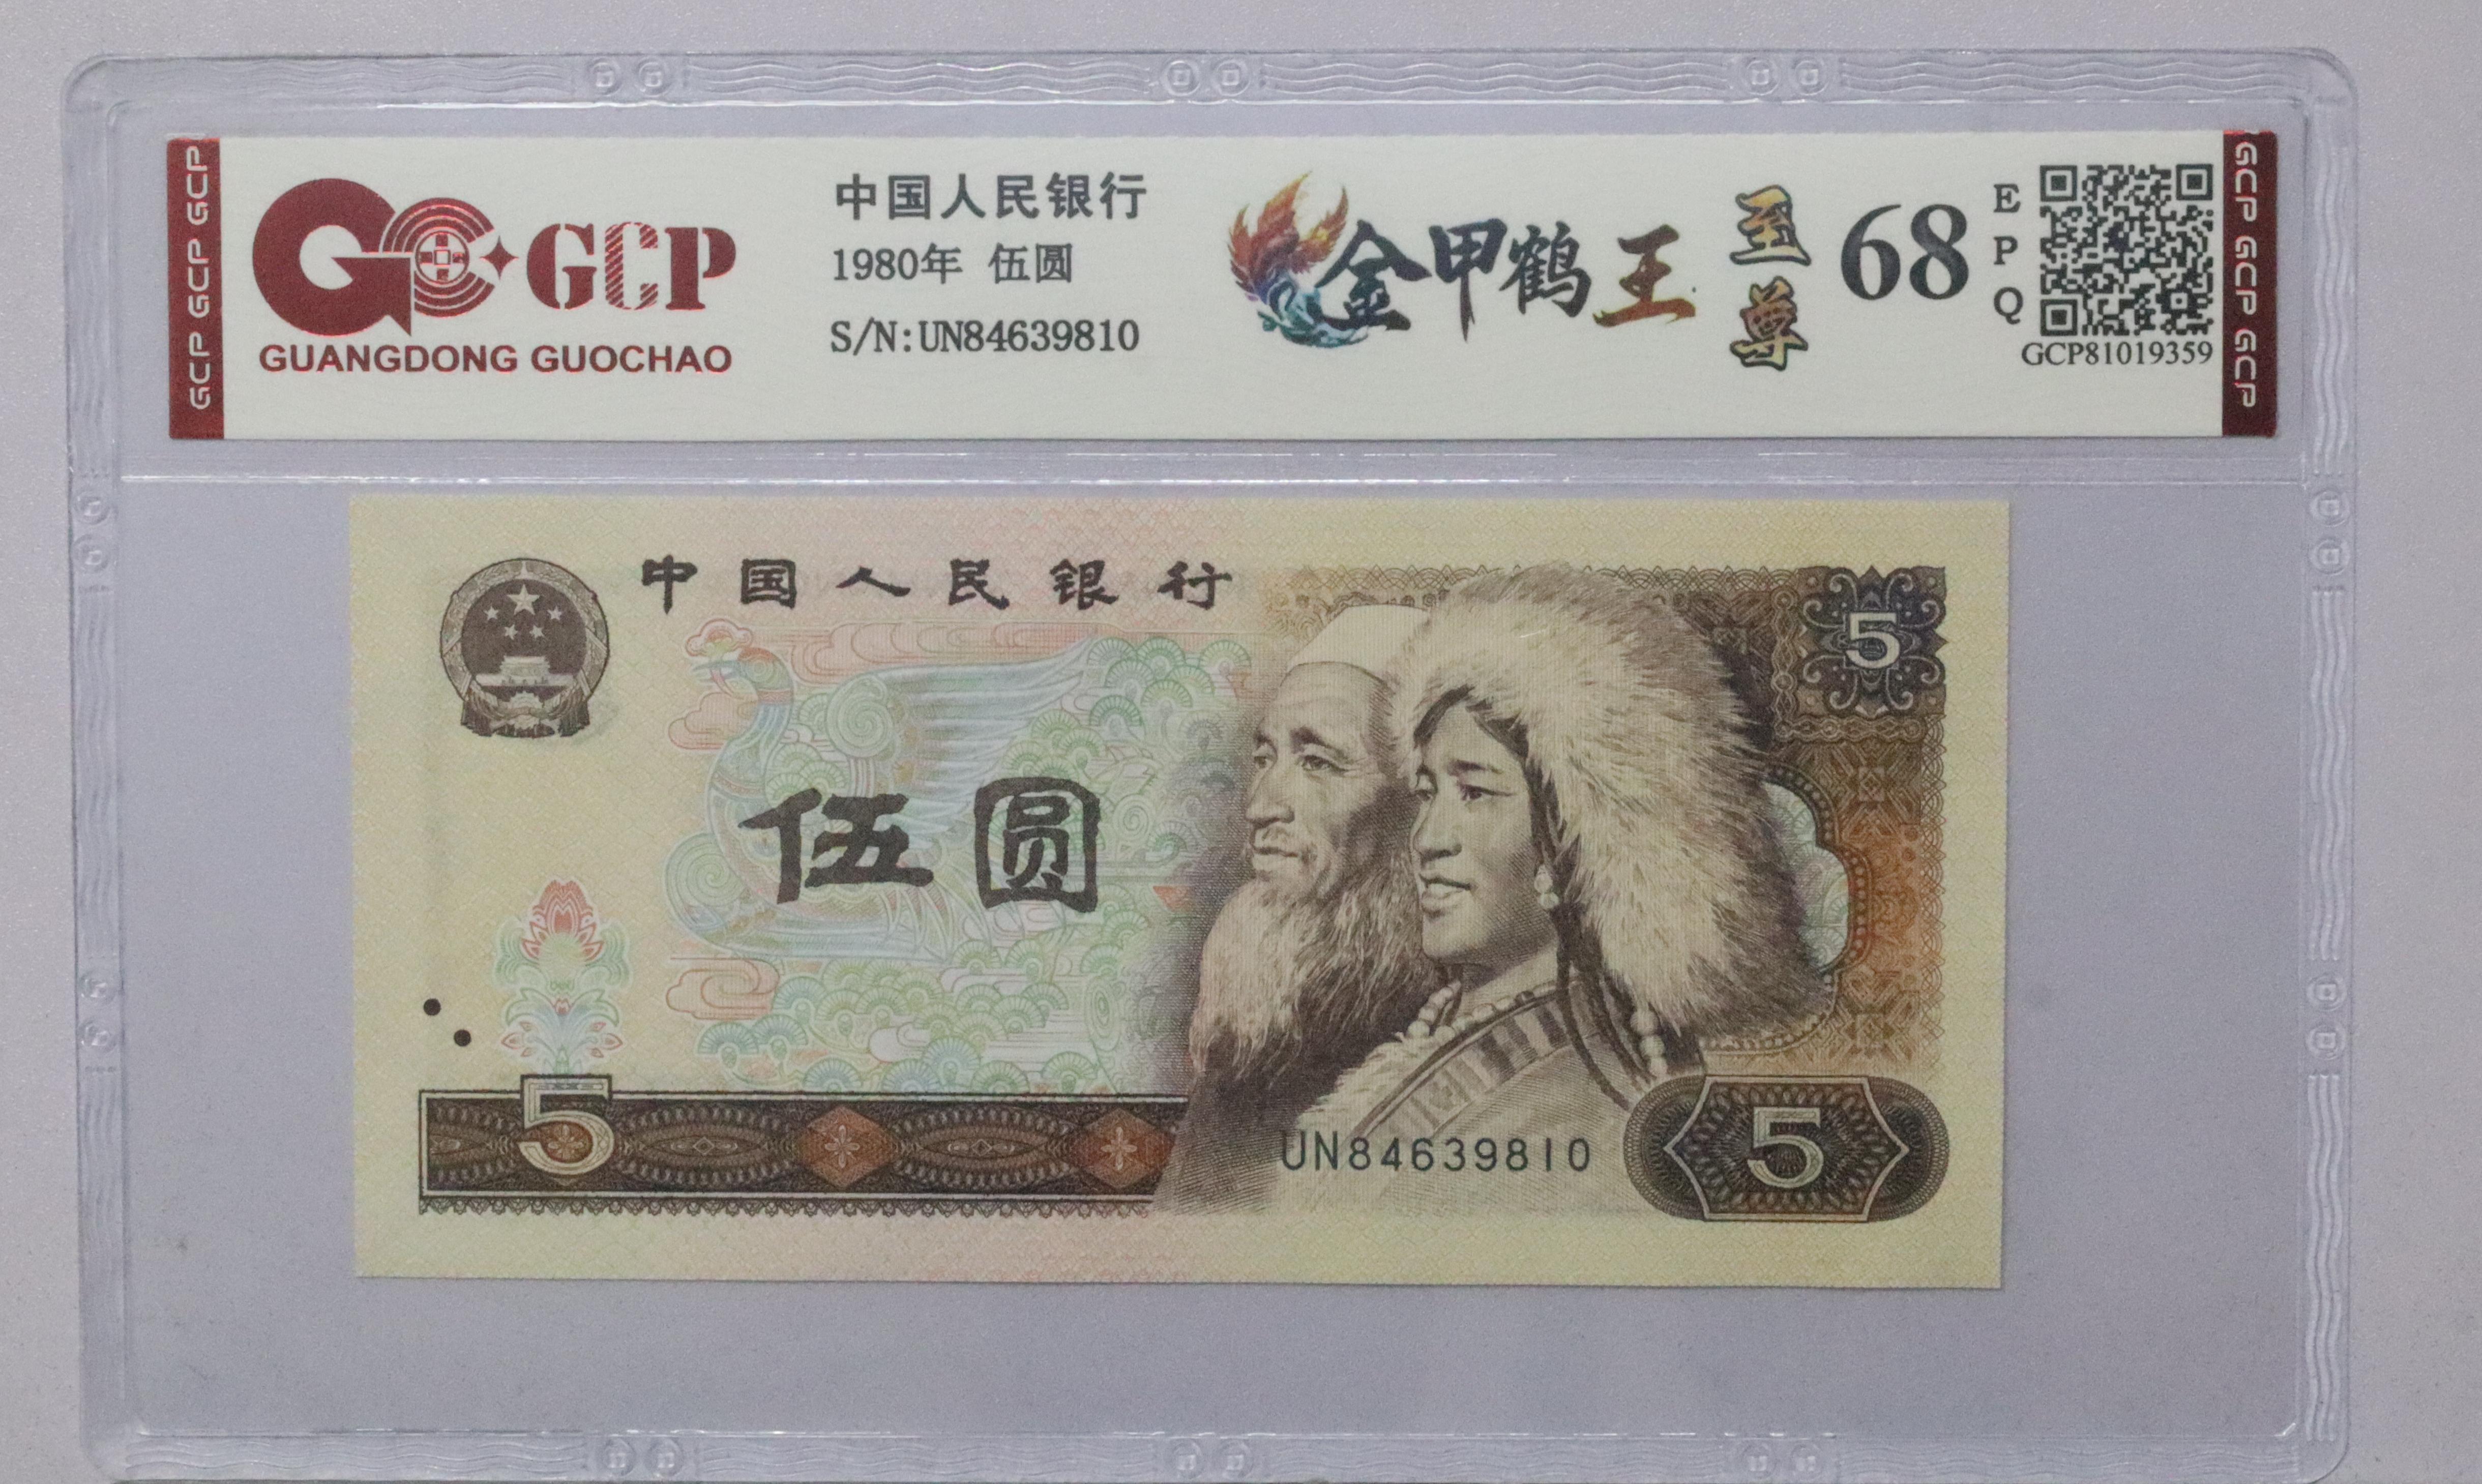 GCP GCP GCP
GCP
GUANGDONG GUOCHAO
中国人民银行
1980年 伍圆
S/N:UN84639810
金甲鹤王
至尊
68
EPQ
GCP81019359
GCP GCP GCP
中国人民银行
5
伍圆
5
UN84639810
5